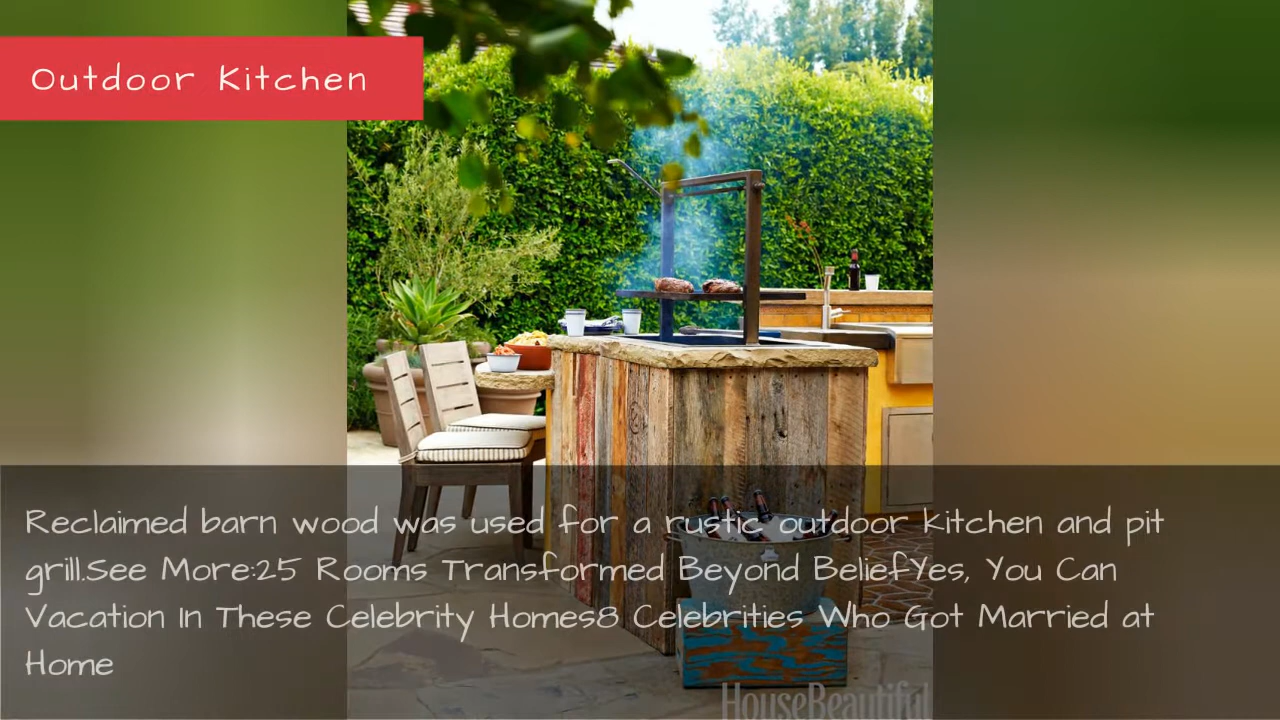 Outdoor Kitchen
Reclaimed barn wood was used for a rustic outdoor kitchen and pit
grill.See More:25 Rooms Transformed Beyond BeliefYes, You Can
Vacation In These Celebrity Homes8 Celebrities Who Got Married at
Home
HouseBeautiful